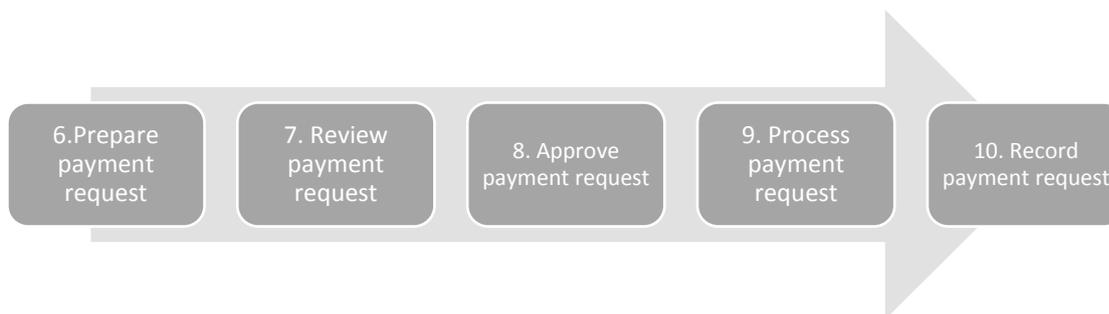 6.Prepare
payment
request
7. Review
payment
request
8. Approve
payment request
9. Process
payment
request
10. Record
payment request